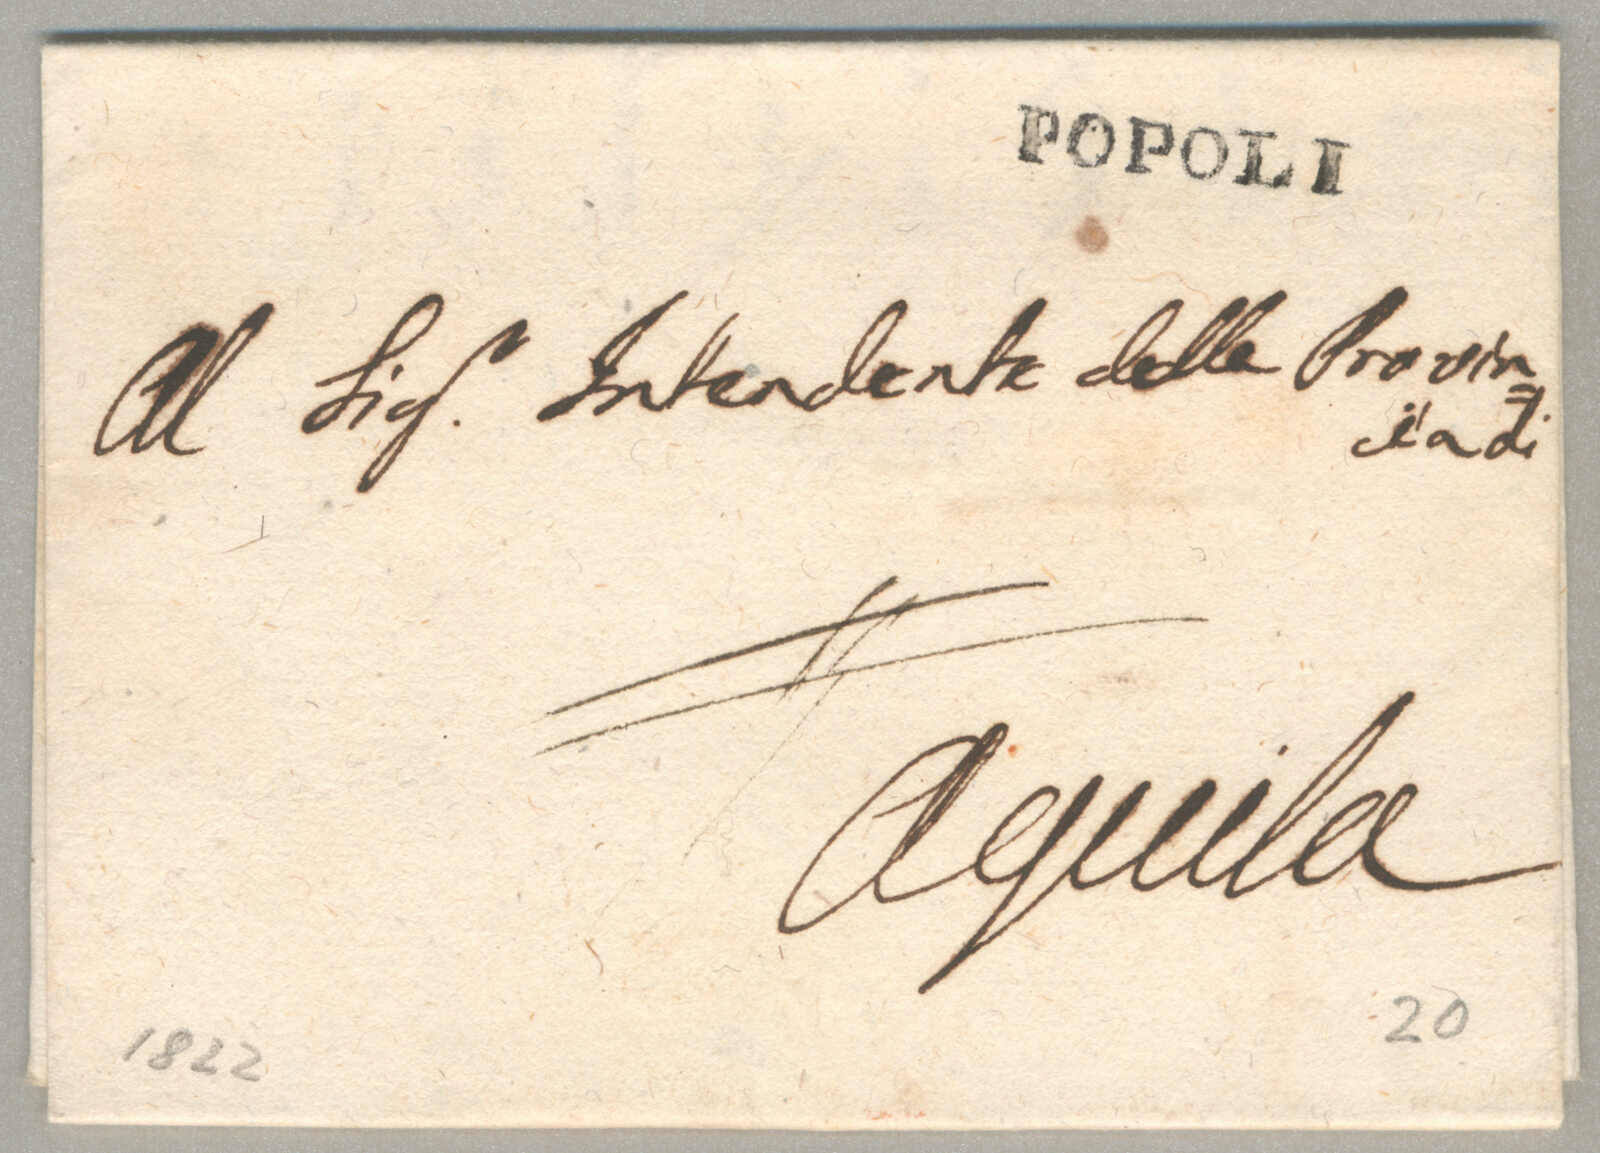 POPOLI
Al Sig.r Intendente della Provin=
cia di
Aquila
1822
20